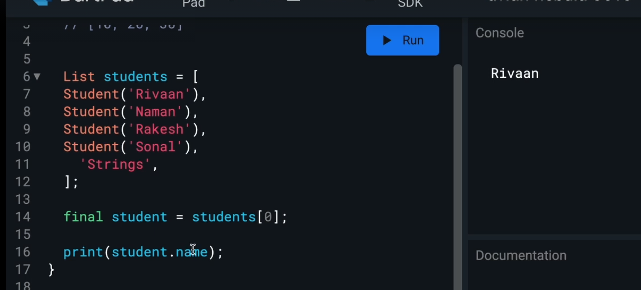 Pad
SDK
3 // [10, 20, 30]
4
5
6 List students = [
7 Student('Rivaan'),
8 Student('Naman'),
9 Student('Rakesh'),
10 Student('Sonal'),
11 'Strings',
12 ];
13
14 final student = students[0];
15
16 print(student.name);
17 }
18
Run
Console
Rivaan
Documentation